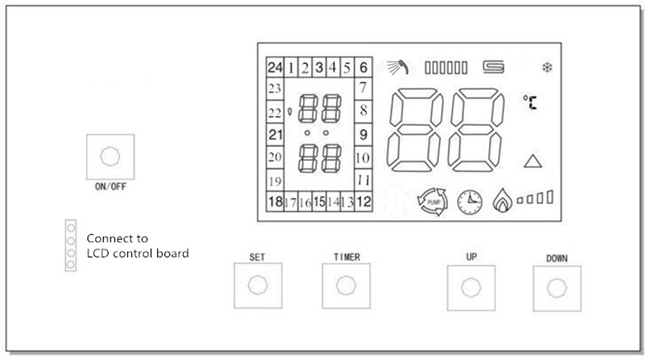 24 1 2 3 4 5 6
23 7
22 88 8
21 : 9
20 88 10
19 11
18 17 16 15 14 13 12
88
°C
PUMP
ON/OFF
Connect to
LCD control board
SET TIMER UP DOWN